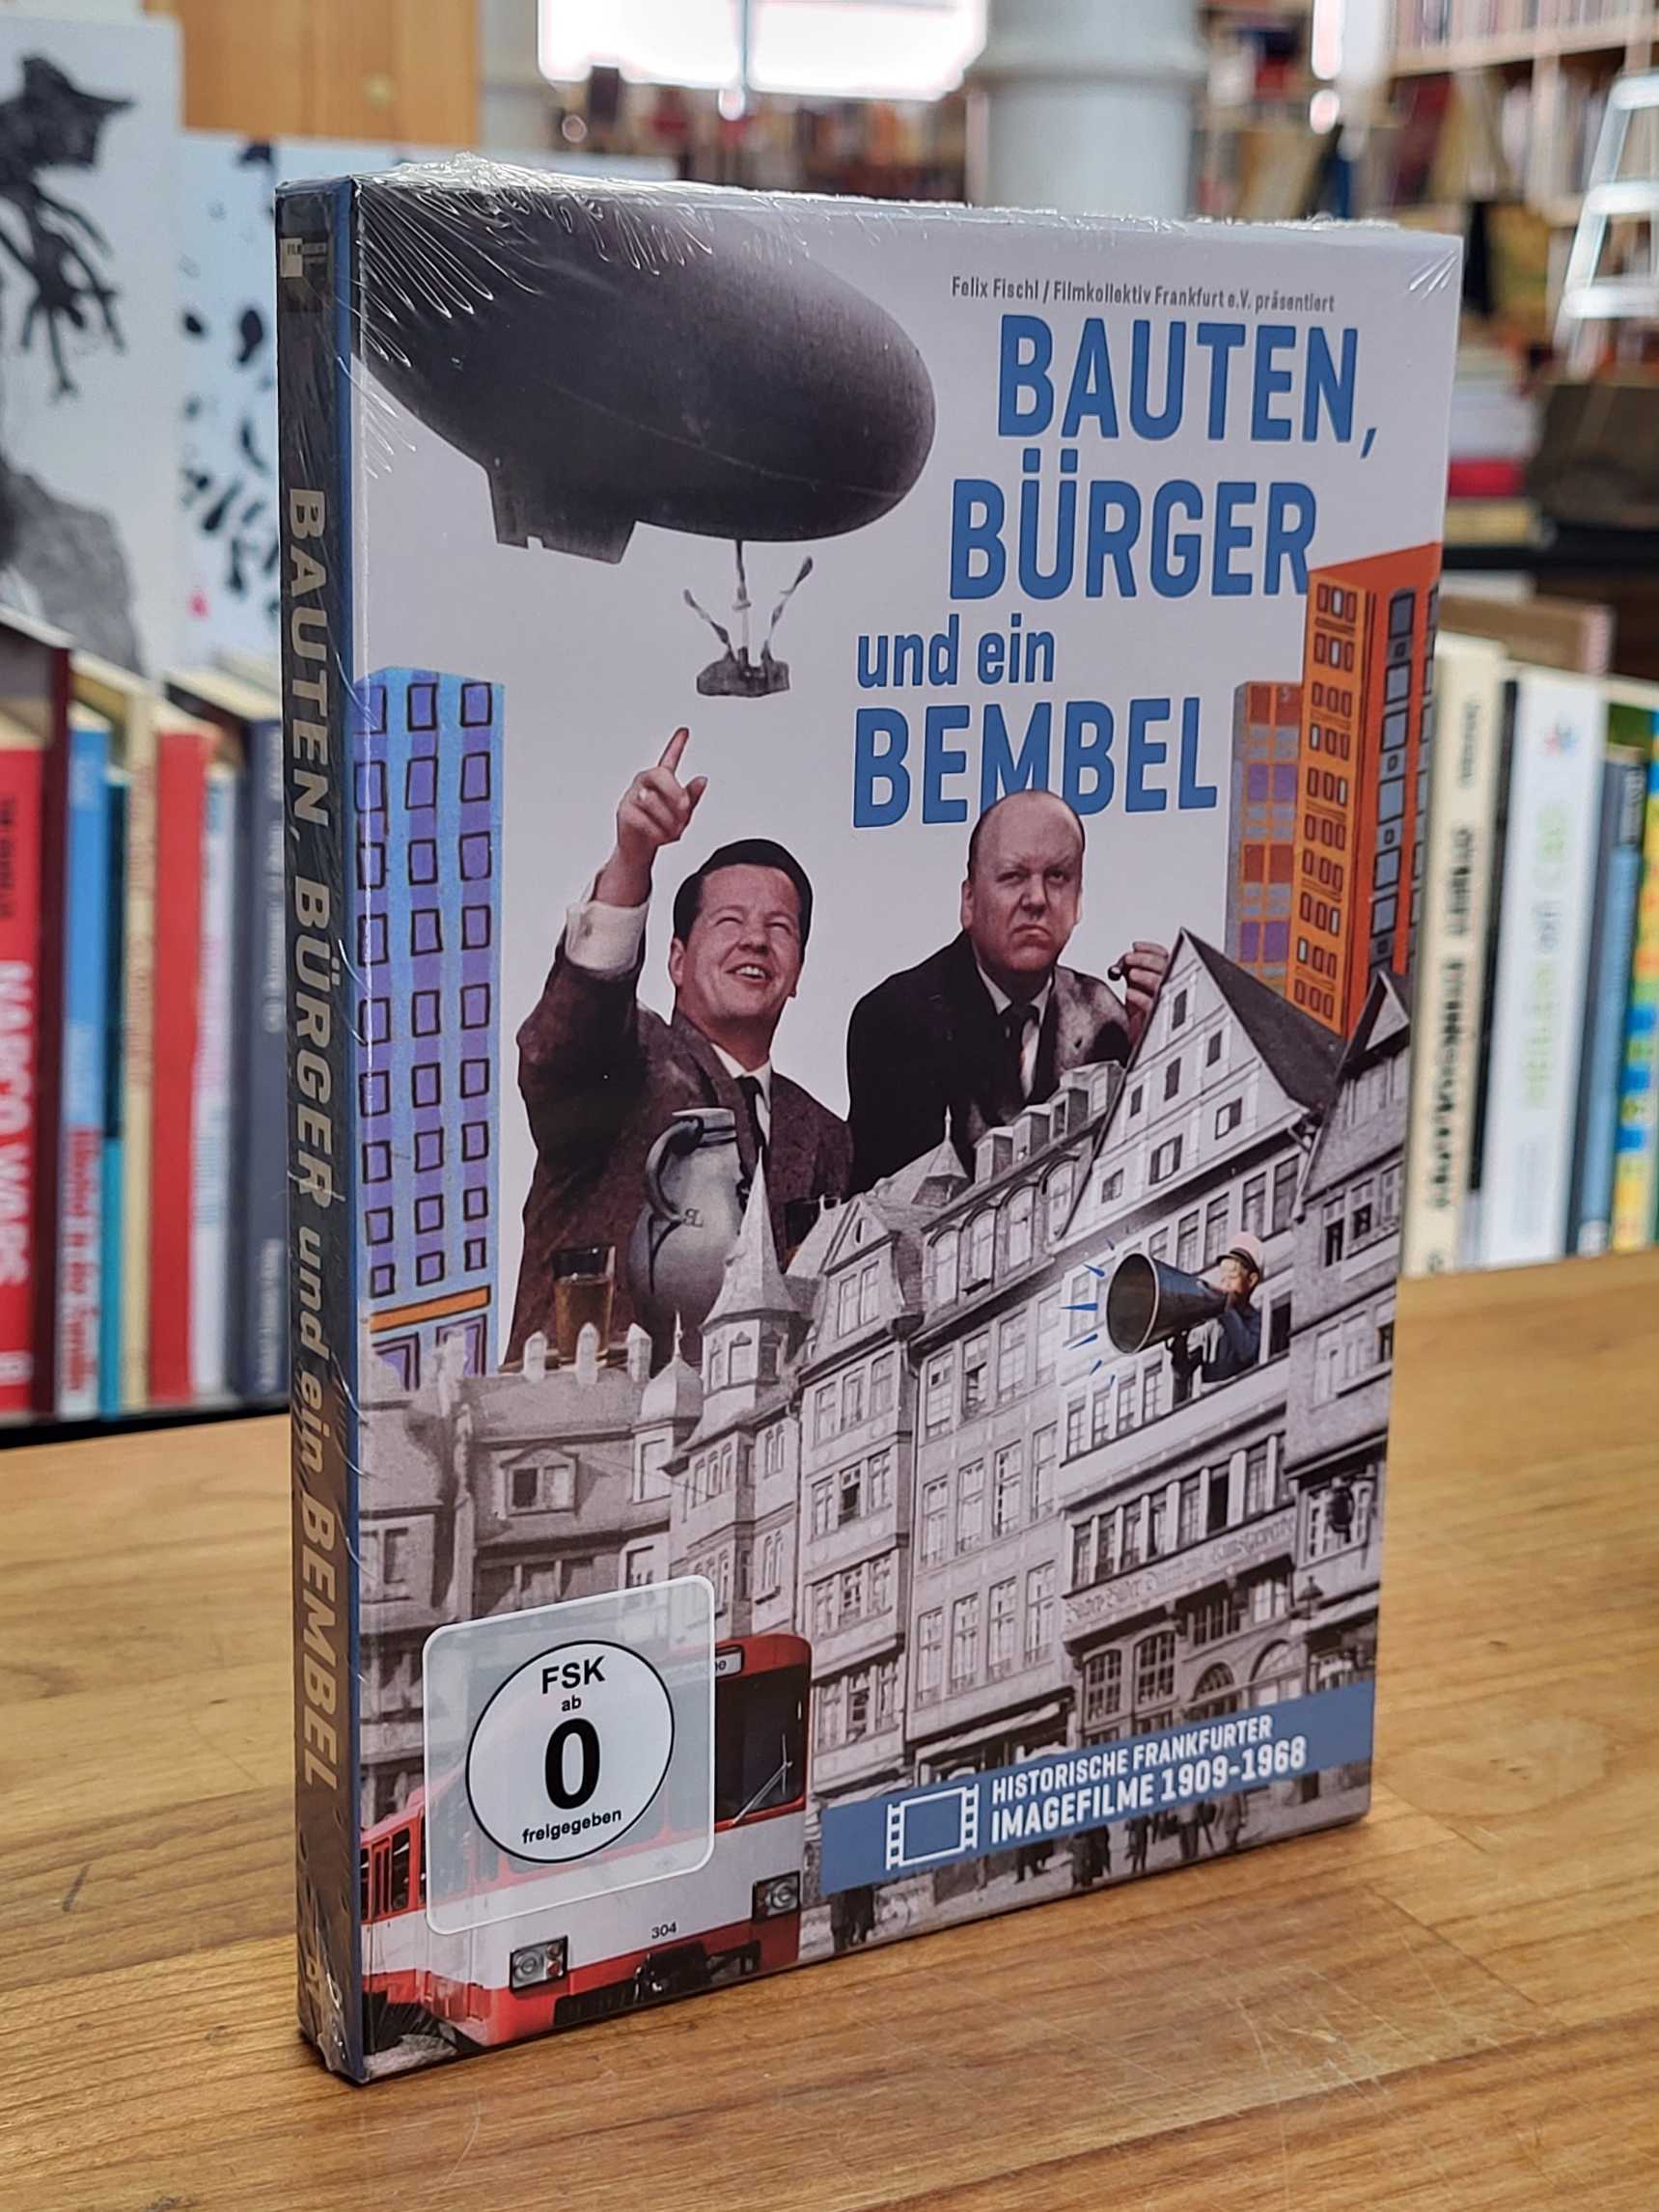 Felix Fischl / Filmkollektiv Frankfurt e.V. präsentiert
BAUTEN,
BÜRGER
und ein
BEMBEL
BAUTEN, BÜRGER und ein BEMBEL
FSK
ab
0
freigegeben
304
HISTORISCHE FRANKFURTER
IMAGEFILME 1909-1968